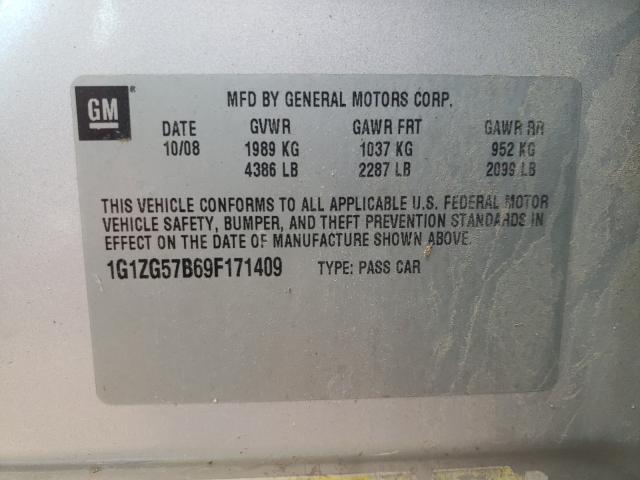 GM ®
MFD BY GENERAL MOTORS CORP.
DATE GVWR GAWR FRT GAWR RR
10/08 1989 KG 1037 KG 952 KG
4386 LB 2287 LB 2099 LB
THIS VEHICLE CONFORMS TO ALL APPLICABLE U.S. FEDERAL MOTOR
VEHICLE SAFETY, BUMPER, AND THEFT PREVENTION STANDARDS IN
EFFECT ON THE DATE OF MANUFACTURE SHOWN ABOVE.
1G1ZG57B69F171409 TYPE: PASS CAR